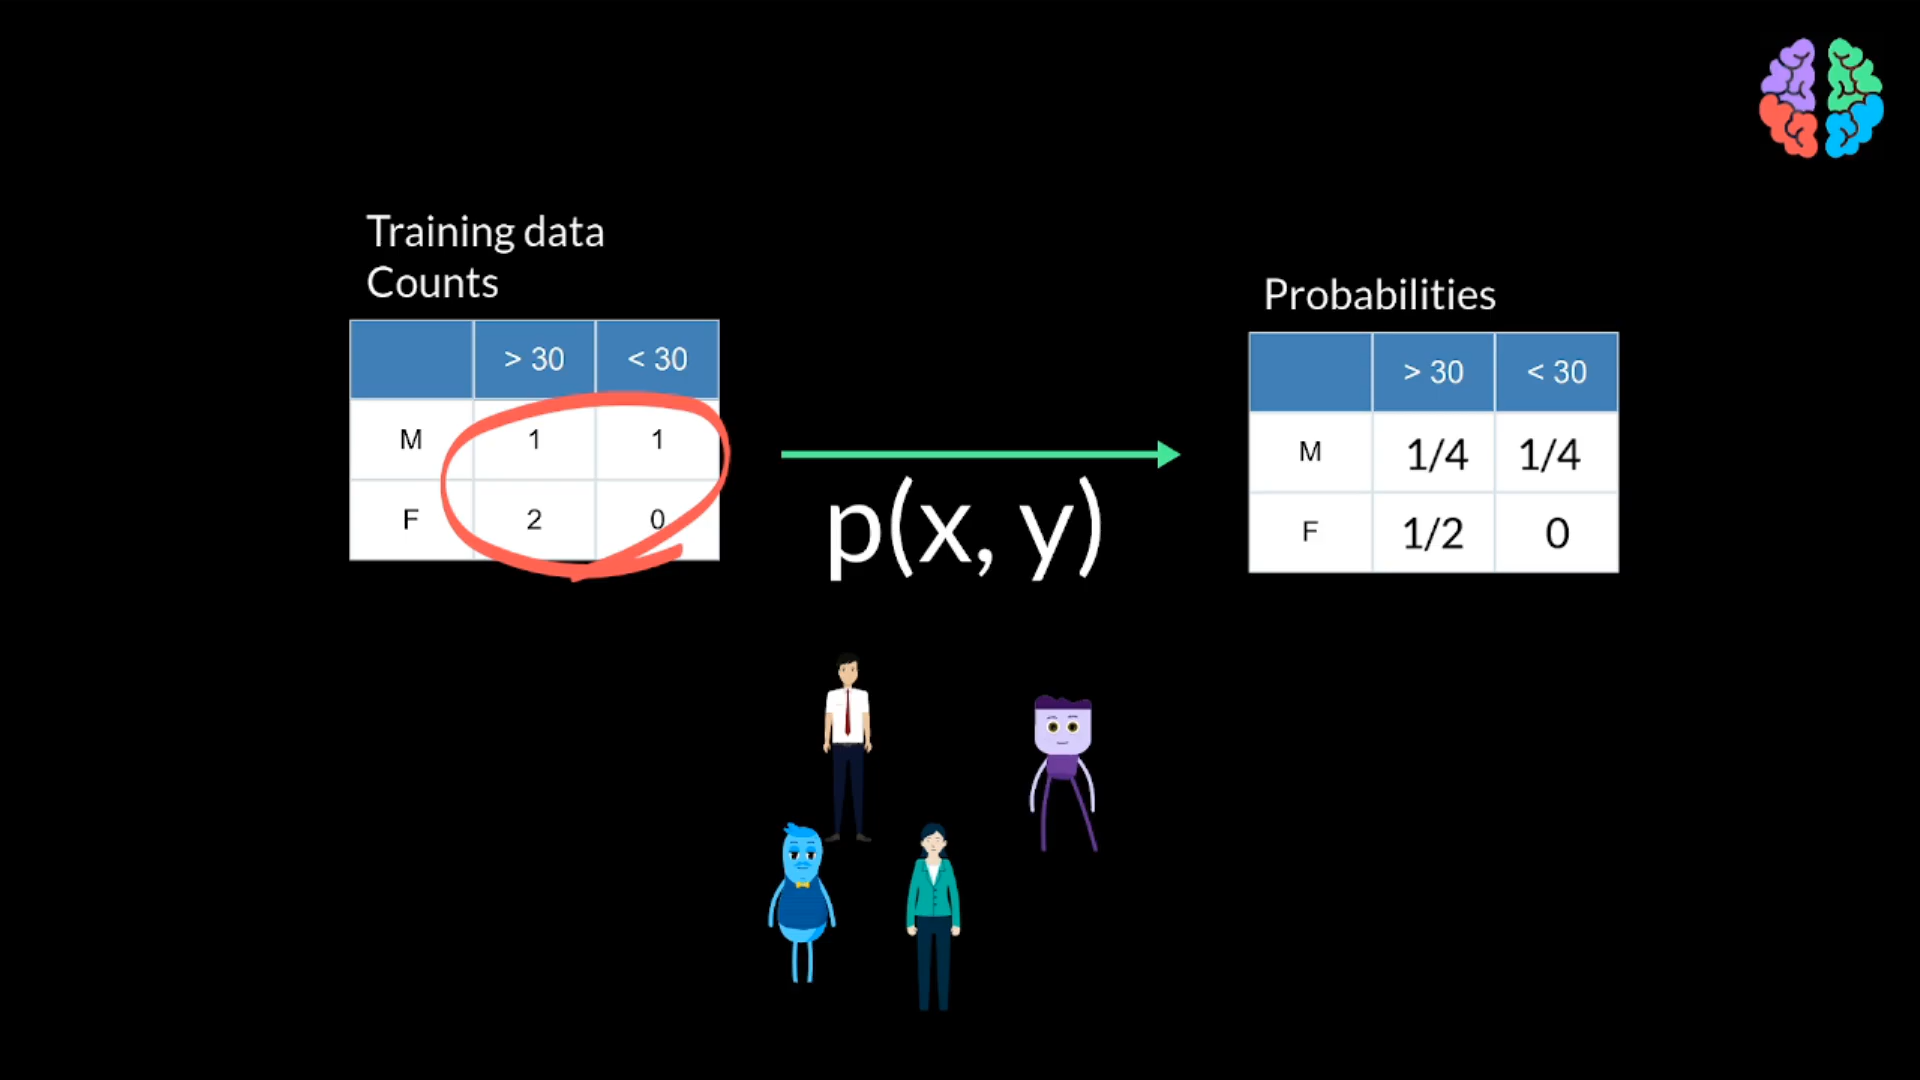 Training data
Counts
> 30 < 30
M 1 1
F 2 0
p(x, y)
Probabilities
> 30 < 30
M 1/4 1/4
F 1/2 0